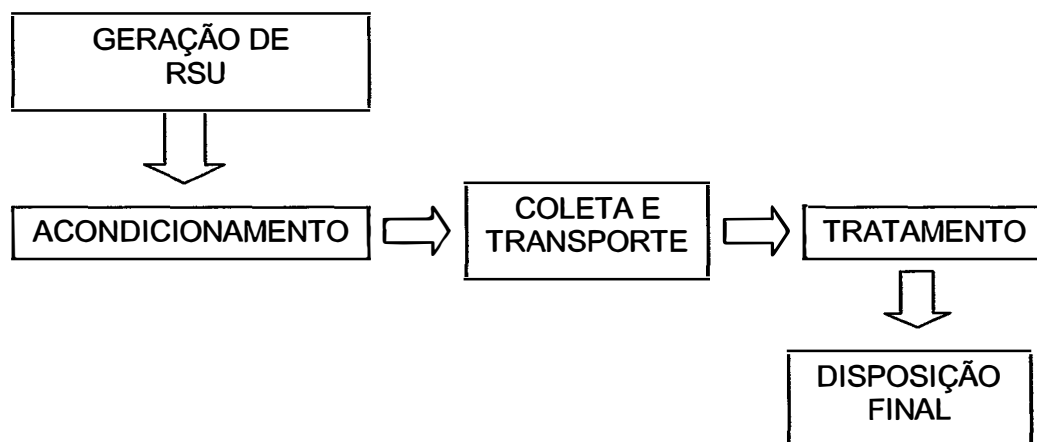 GERAÇÃO DE
RSU
ACONDICIONAMENTO
COLETA E
TRANSPORTE
TRATAMENTO
DISPOSIÇÃO
FINAL